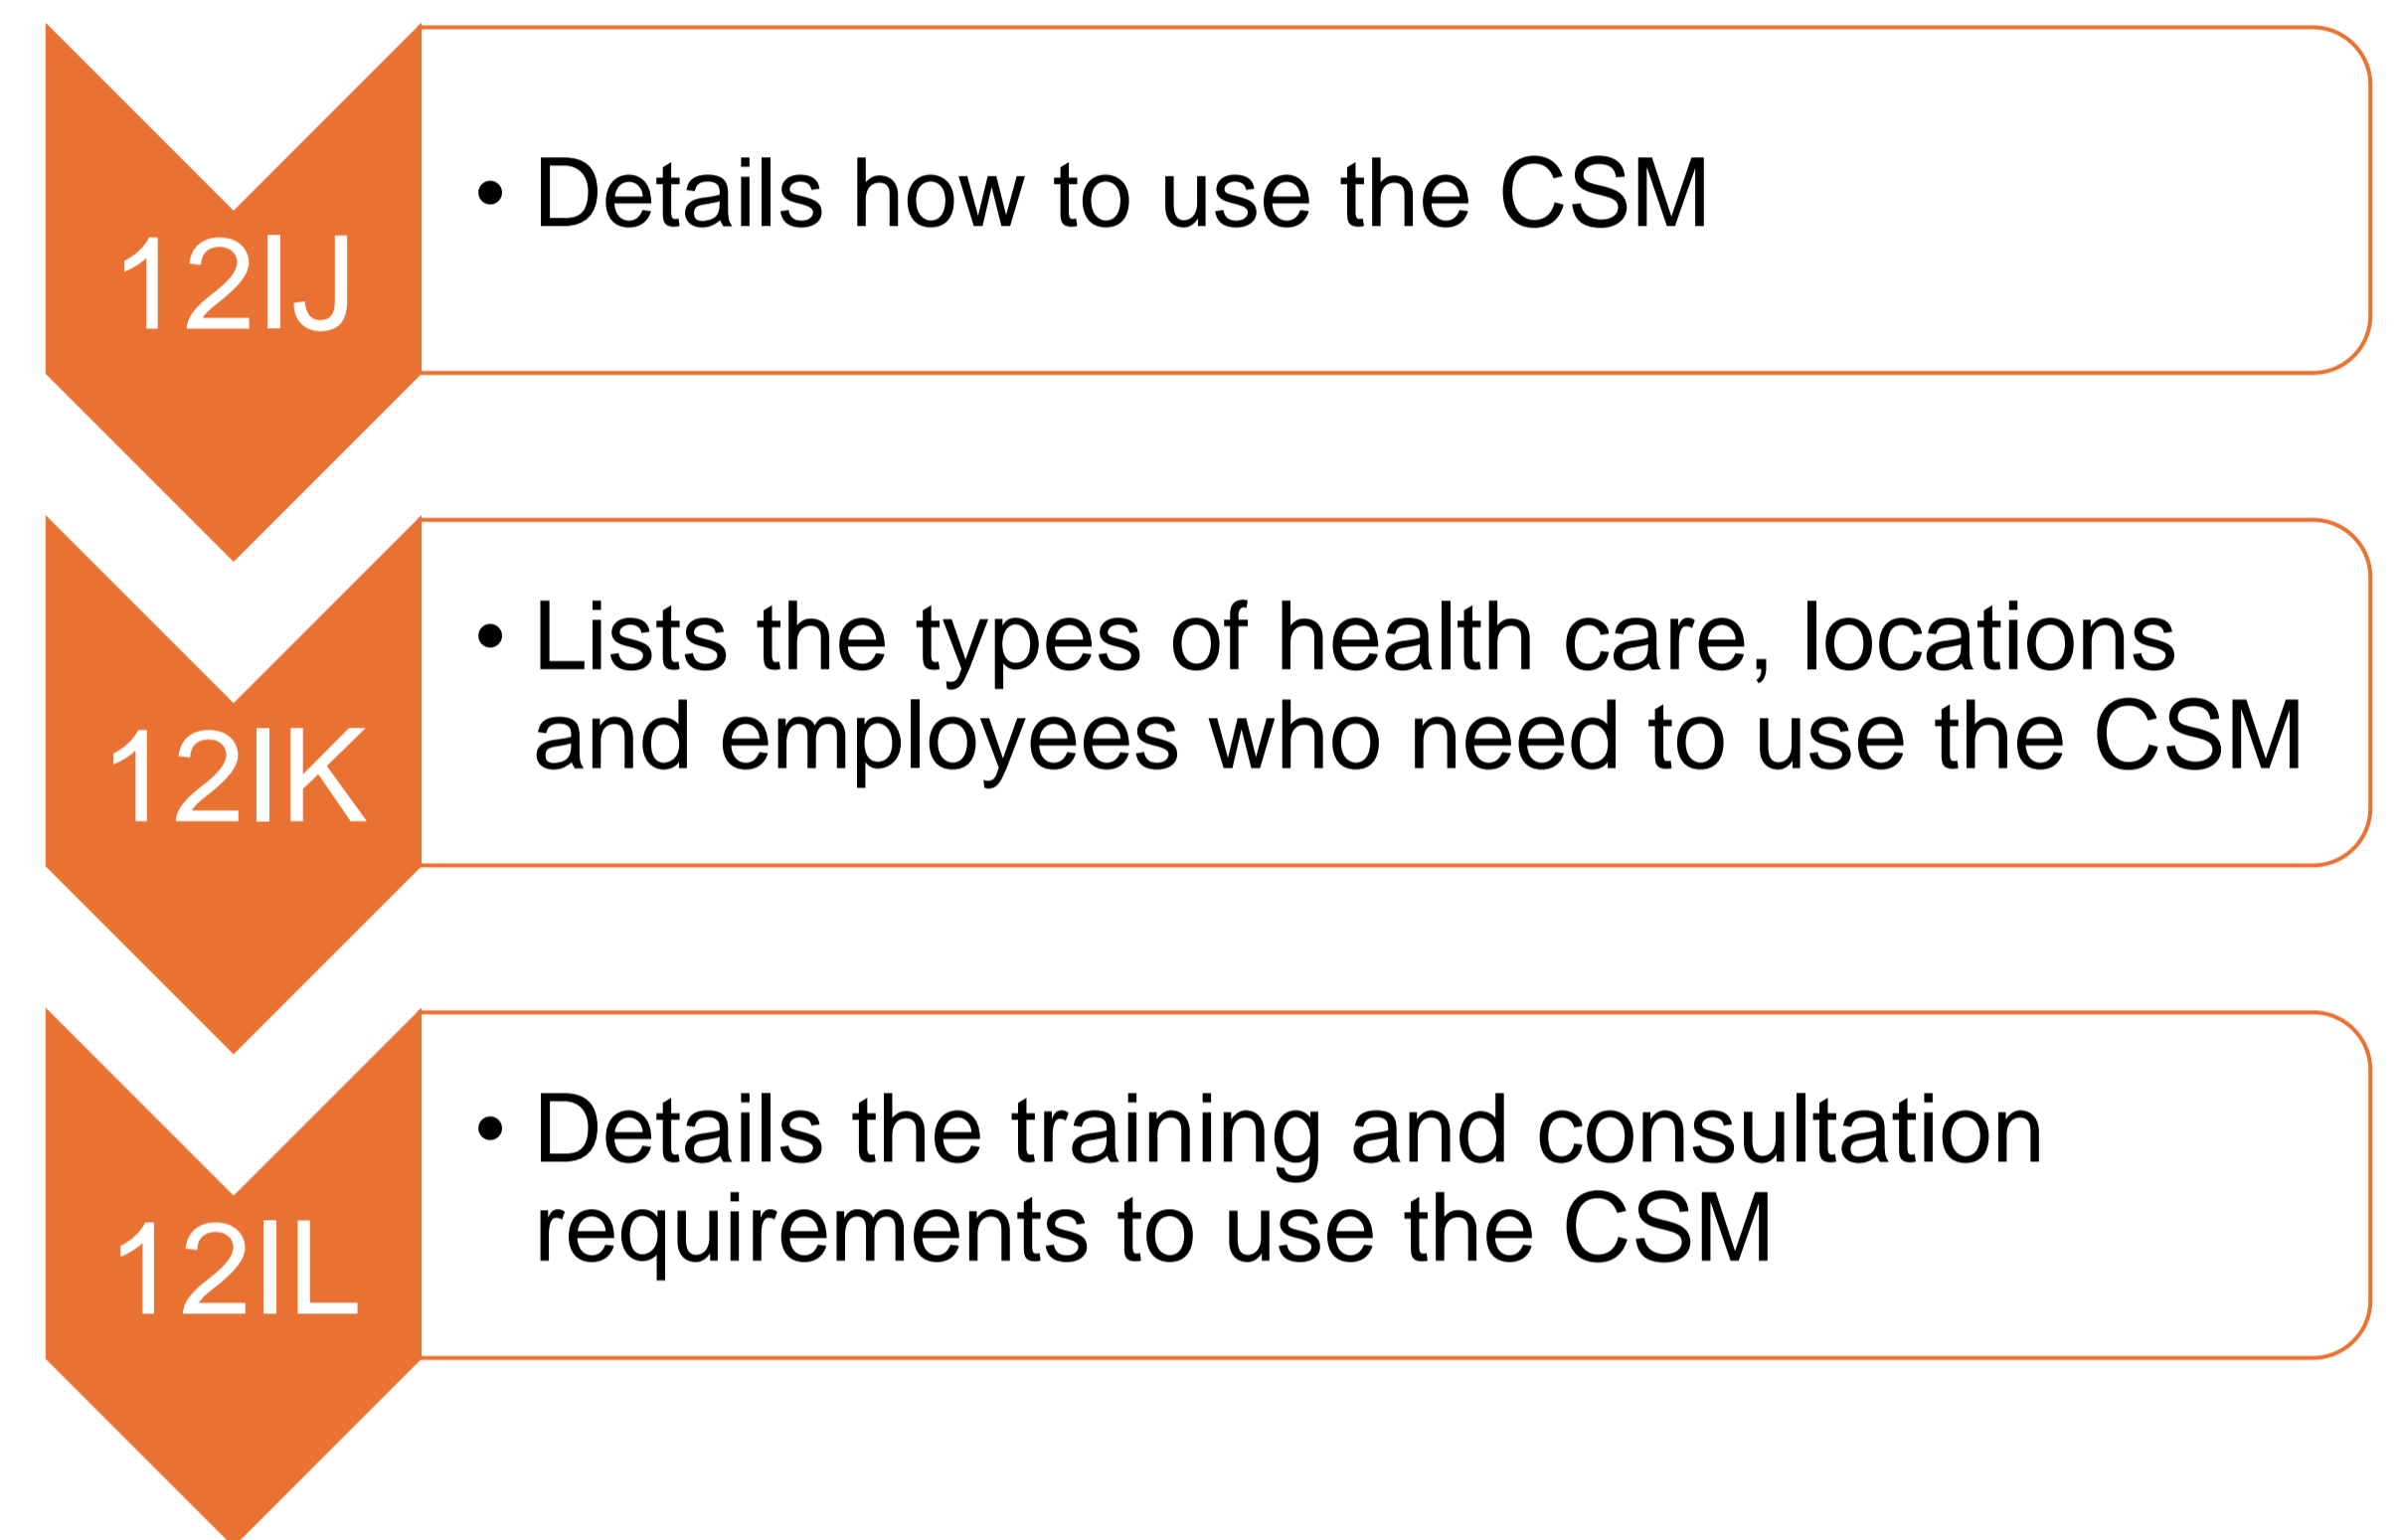 12IJ
• Details how to use the CSM
12IK
• Lists the types of health care, locations
and employees who need to use the CSM
12IL
• Details the training and consultation
requirements to use the CSM